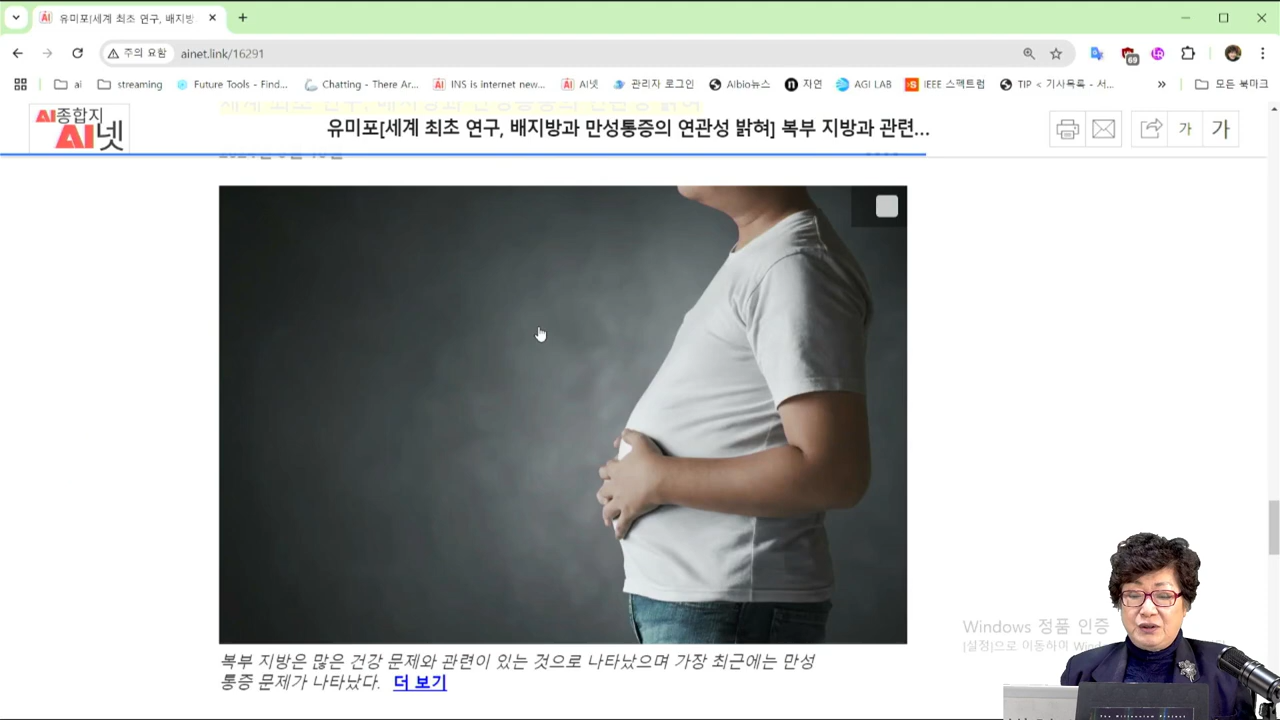 유미포[세계 최초 연구, 배지방
주의 요함
ainet.link/16291
69
ai
streaming
Future Tools - Find...
Chatting - There Ar...
INS is internet new...
AI넷
관리자 로그인
Aibio뉴스
자연
AGI LAB
IEEE 스펙트럼
TIP < 기사목록 - 서...
»
모든 북마크
AI종합지
AI넷
유미포[세계 최초 연구, 배지방과 만성통증의 연관성 밝혀] 복부 지방과 관련...
가
가
복부 지방은 많은 건강 문제와 관련이 있는 것으로 나타났으며 가장 최근에는 만성
통증 문제가 나타났다. 더 보기
Windows 정품 인증
[설정]으로 이동하여
The Millennium Project